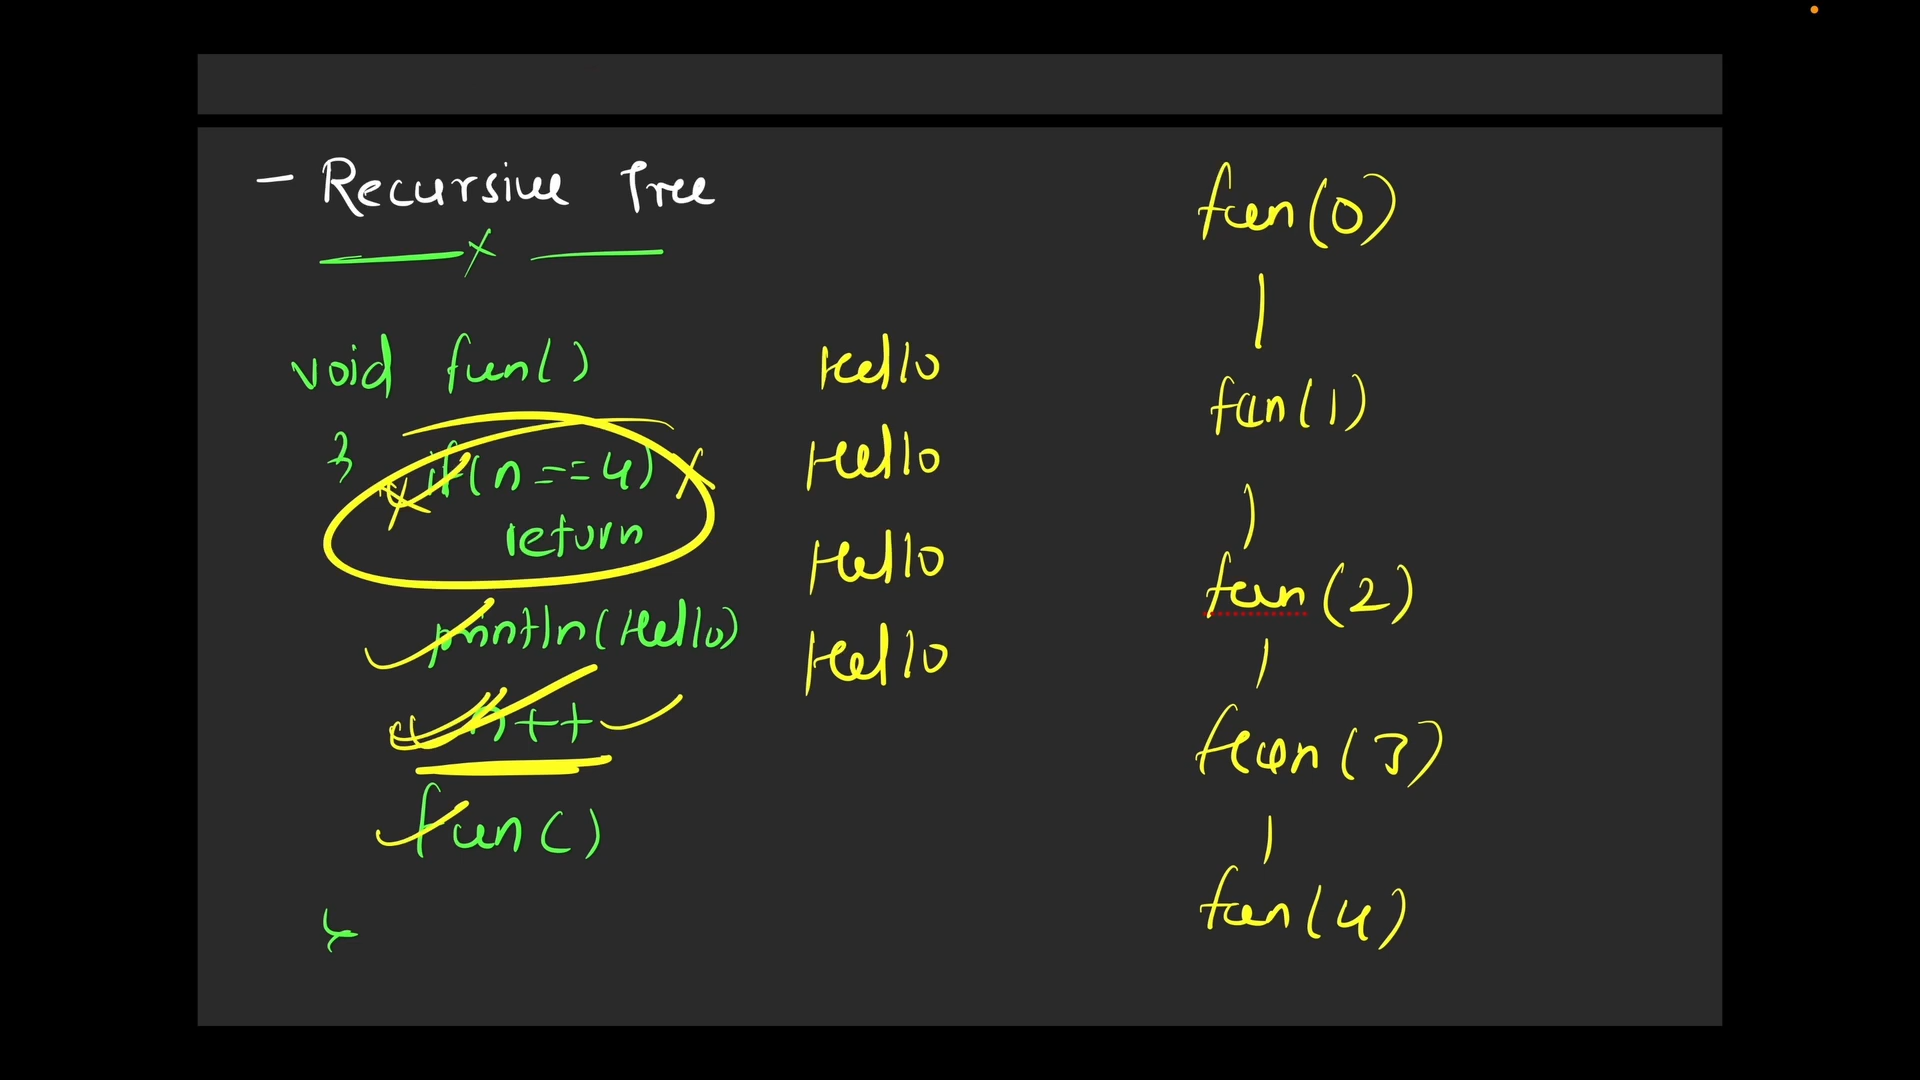 - Recursive Tree
void fun()
{ if(n==4)
return
println(Hello)
n++
fun()
}
Hello
Hello
Hello
Hello
fun(0)
fun(1)
fun(2)
fun(3)
fun(4)